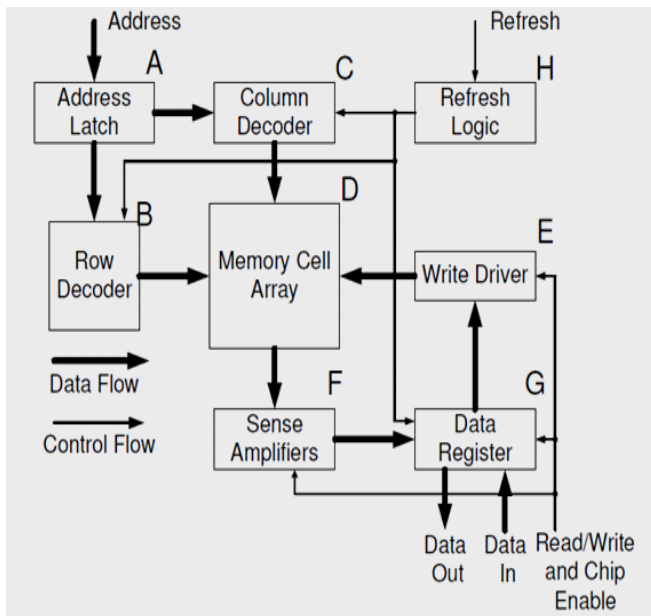 Address
Refresh
A
C
H
Address
Latch
Column
Decoder
Refresh
Logic
B
D
E
Row
Decoder
Memory Cell
Array
Write Driver
Data Flow
F
G
Control Flow
Sense
Amplifiers
Data
Register
Data
Out
Data
In
Read/Write
and Chip
Enable